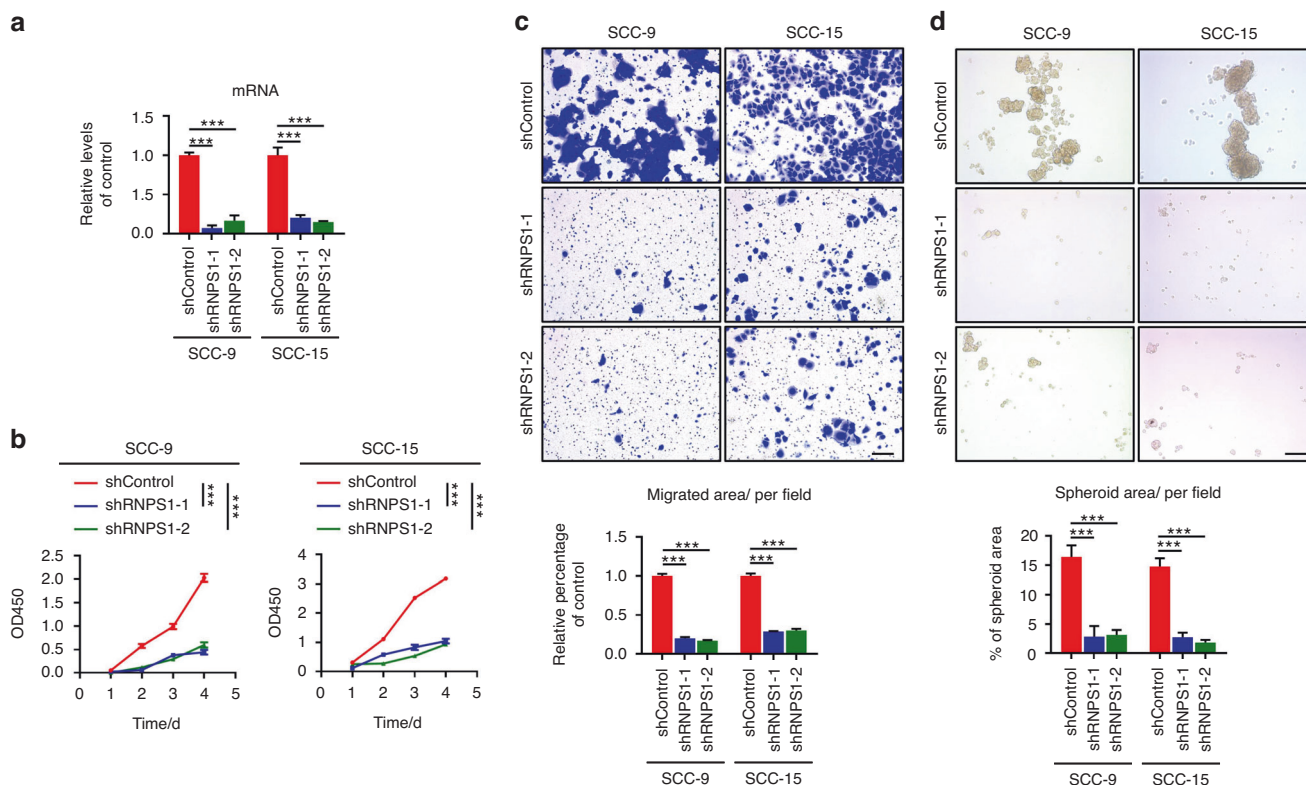 a
mRNA
Relative levels
of control
1.5
1.0
1.5
0.0
***
***
***
***
shControl
shRNPS1-1
shRNPS1-2
shControl
shRNPS1-1
shRNPS1-2
SCC-9
SCC-15
b
SCC-9
shControl
shRNPS1-1
shRNPS1-2
***
***
OD450
2.5
2.0
1.5
1.0
0.5
0.0
0 1 2 3 4 5
Time/d
SCC-15
shControl
shRNPS1-1
shRNPS1-2
***
***
OD450
4
3
2
1
0
0 1 2 3 4 5
Time/d
c
SCC-9
SCC-15
shControl
shRNPS1-1
shRNPS1-2
Migrated area/ per field
Relative percentage
of control
1.5
1.0
0.5
0.0
***
***
***
***
shControl
shRNPS1-1
shRNPS1-2
shControl
shRNPS1-1
shRNPS1-2
SCC-9
SCC-15
d
SCC-9
SCC-15
shControl
shRNPS1-1
shRNPS1-2
Spheroid area/ per field
% of spheroid area
20
15
10
5
0
***
***
***
***
shControl
shRNPS1-1
shRNPS1-2
shControl
shRNPS1-1
shRNPS1-2
SCC-9
SCC-15